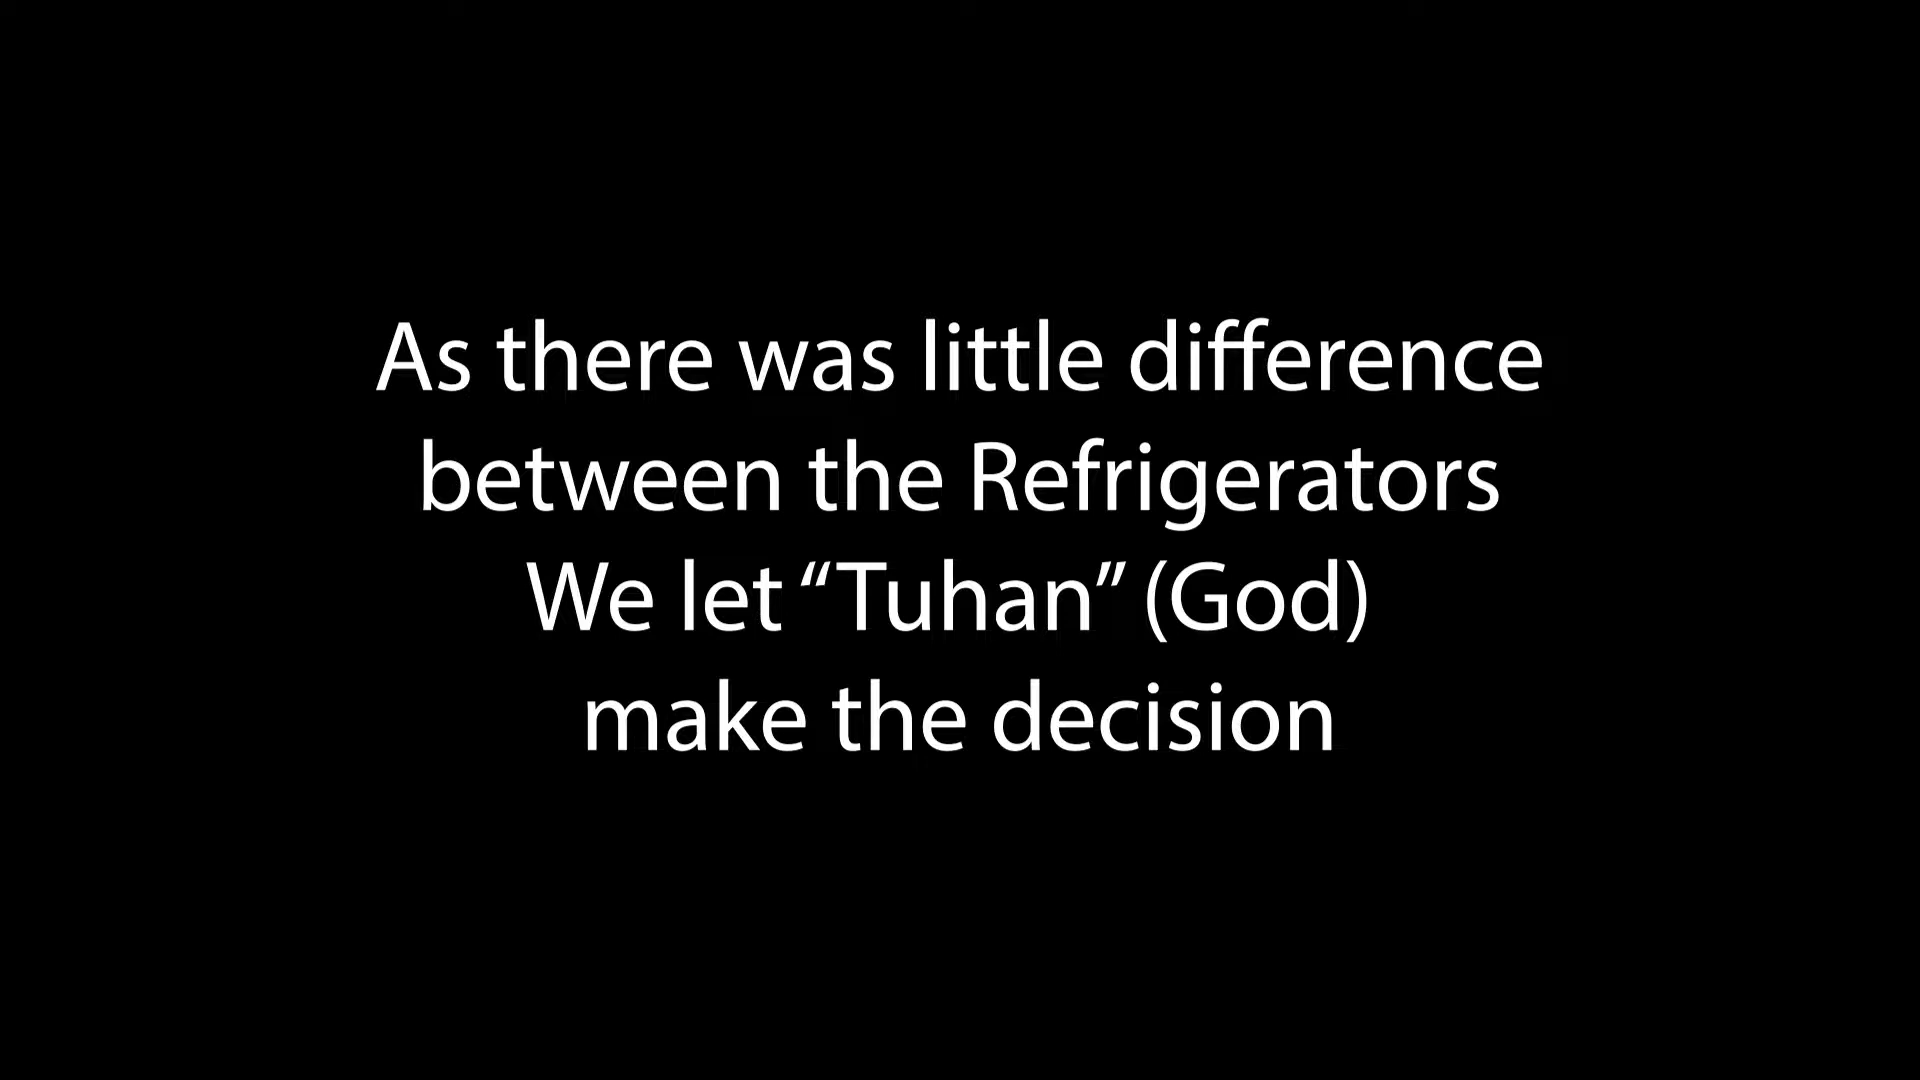 As there was little difference
between the Refrigerators
We let “Tuhan” (God)
make the decision